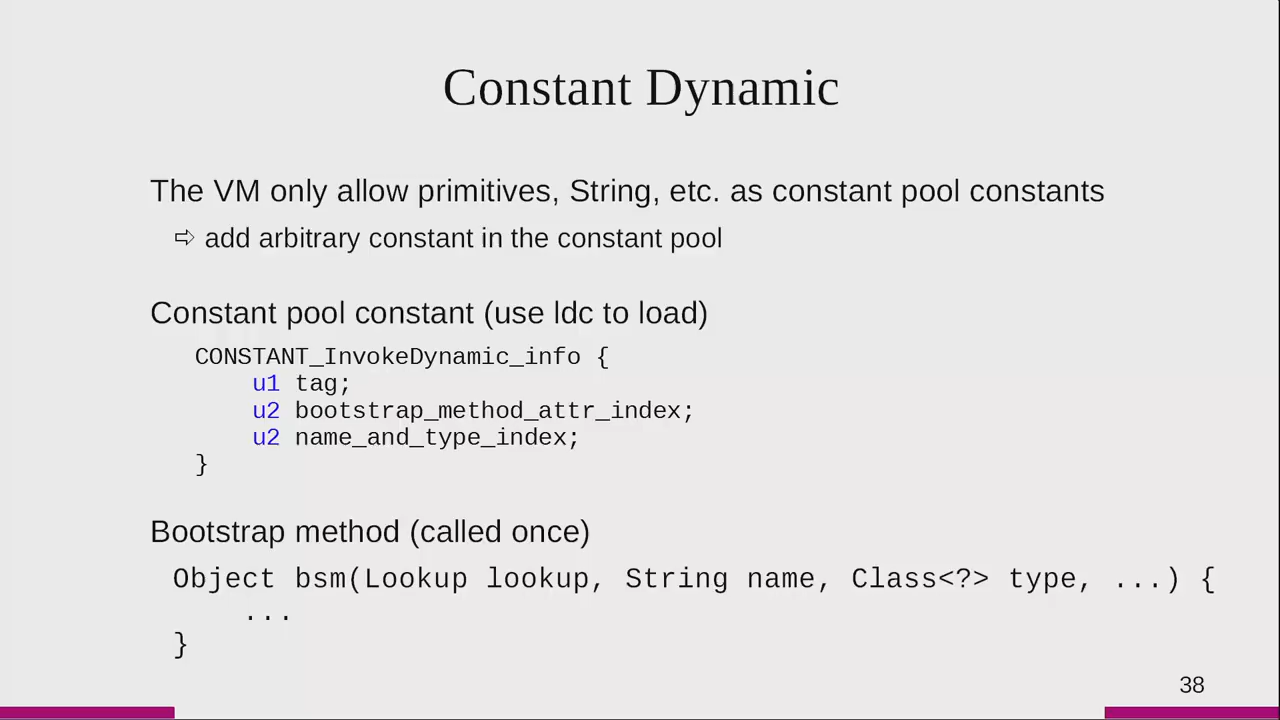 Constant Dynamic
The VM only allow primitives, String, etc. as constant pool constants
⇨ add arbitrary constant in the constant pool
Constant pool constant (use ldc to load)
CONSTANT_InvokeDynamic_info {
    u1 tag;
    u2 bootstrap_method_attr_index;
    u2 name_and_type_index;
}
Bootstrap method (called once)
Object bsm(Lookup lookup, String name, Class<?> type, ...) {
    ...
}
38